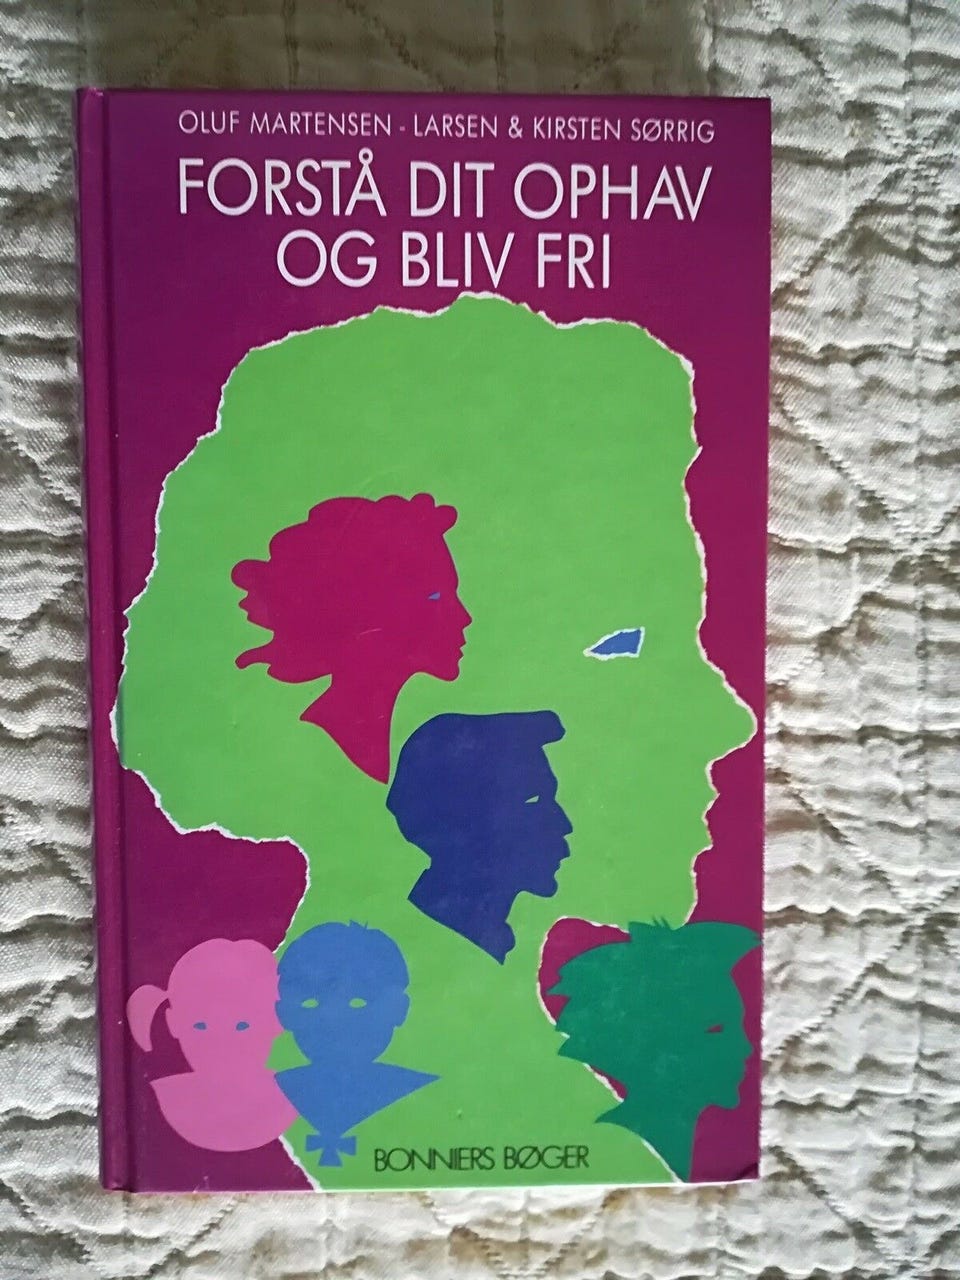 OLUF MARTENSEN - LARSEN & KIRSTEN SØRRIG
FORSTÅ DIT OPHAV
OG BLIV FRI
BONNIERS BØGER